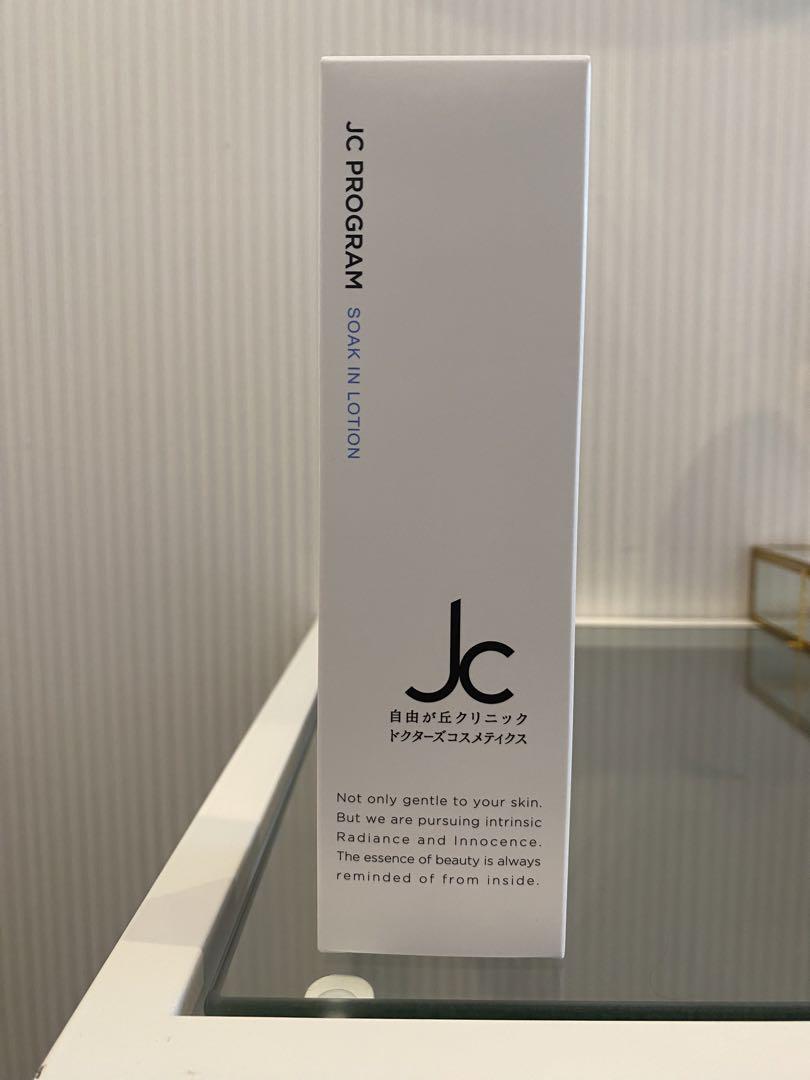 JC PROGRAM SOAK IN LOTION
Jc
自由が丘クリニック
ドクターズコスメティクス
Not only gentle to your skin.
But we are pursuing intrinsic
Radiance and Innocence.
The essence of beauty is always
reminded of from inside.